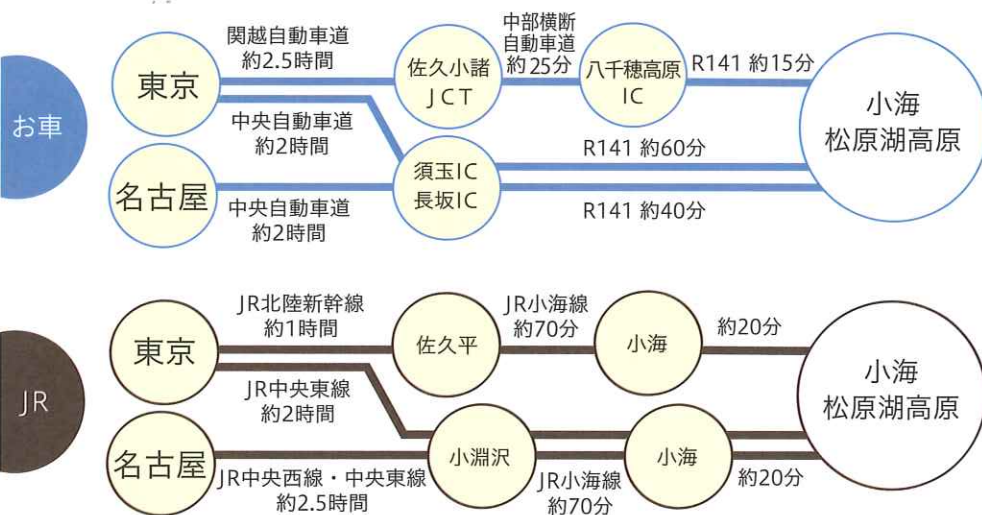 お車
東京
関越自動車道
約2.5時間
佐久小諸
JCT
中部横断
自動車道
約25分
八千穂高原
IC
R141 約15分
小海
松原湖高原
中央自動車道
約2時間
須玉IC
長坂IC
R141 約60分
名古屋
中央自動車道
約2時間
R141 約40分
JR
東京
JR北陸新幹線
約1時間
佐久平
JR小海線
約70分
小海
約20分
小海
松原湖高原
JR中央東線
約2時間
名古屋
JR中央西線・中央東線
約2.5時間
小淵沢
JR小海線
約70分
小海
約20分